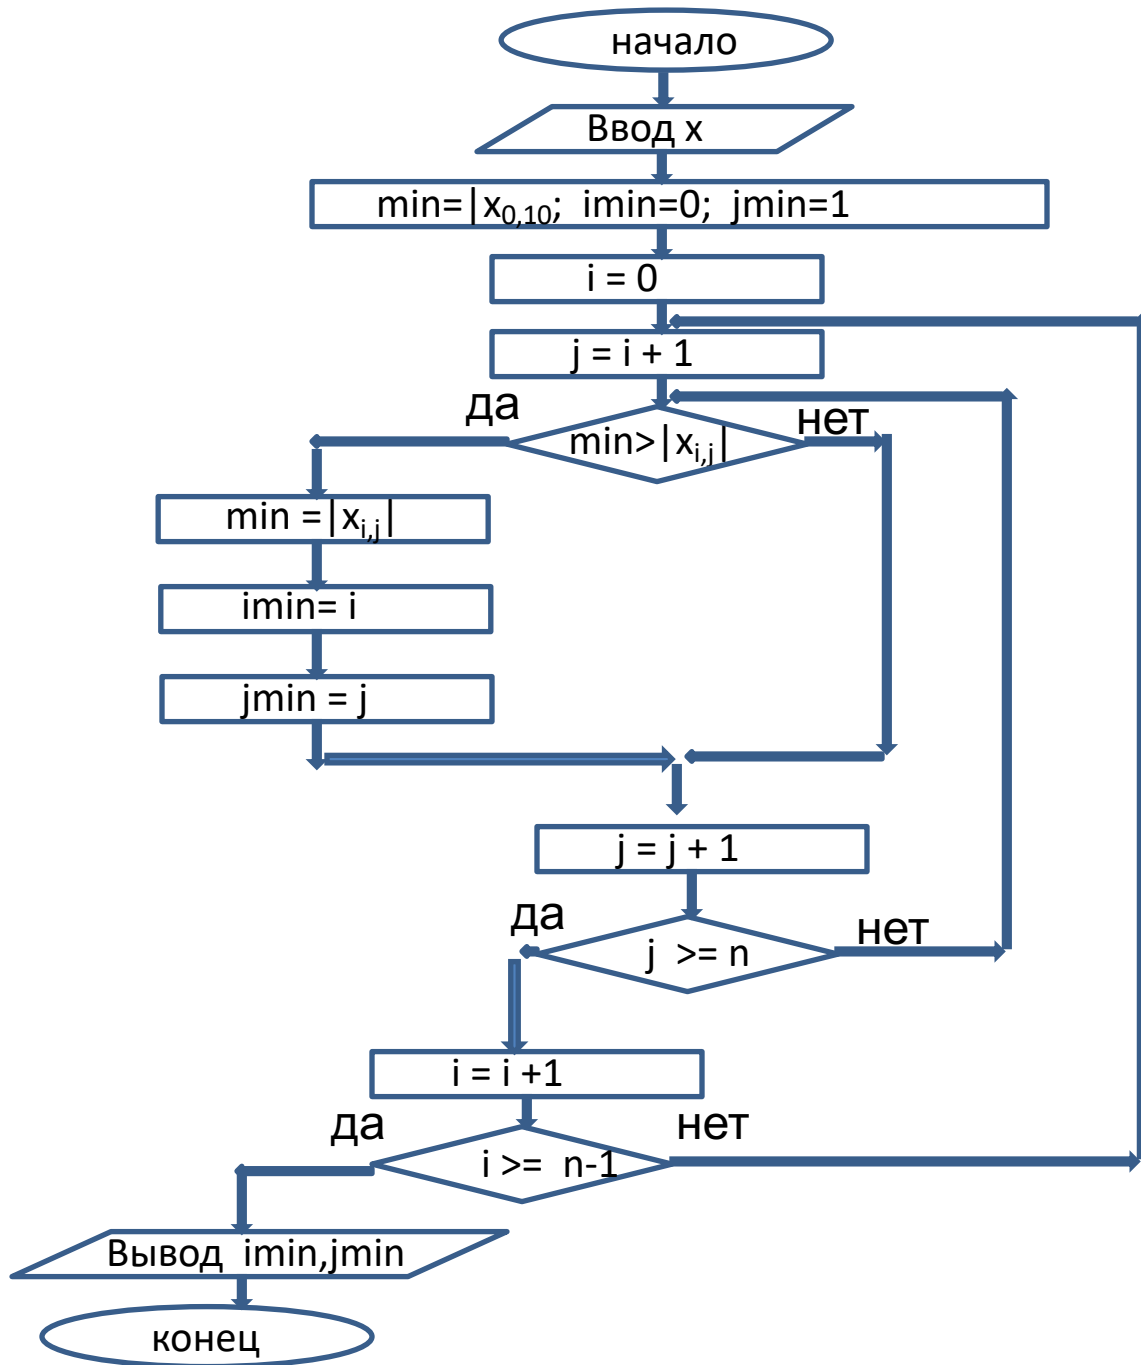 начало
Ввод x
min=|x0,10; imin=0; jmin=1
i = 0
j = i + 1
да
нет
min>|xi,j|
min =|xi,j|
imin= i
jmin = j
j = j + 1
да
нет
j >= n
i = i +1
да
нет
i >= n-1
Вывод imin,jmin
конец